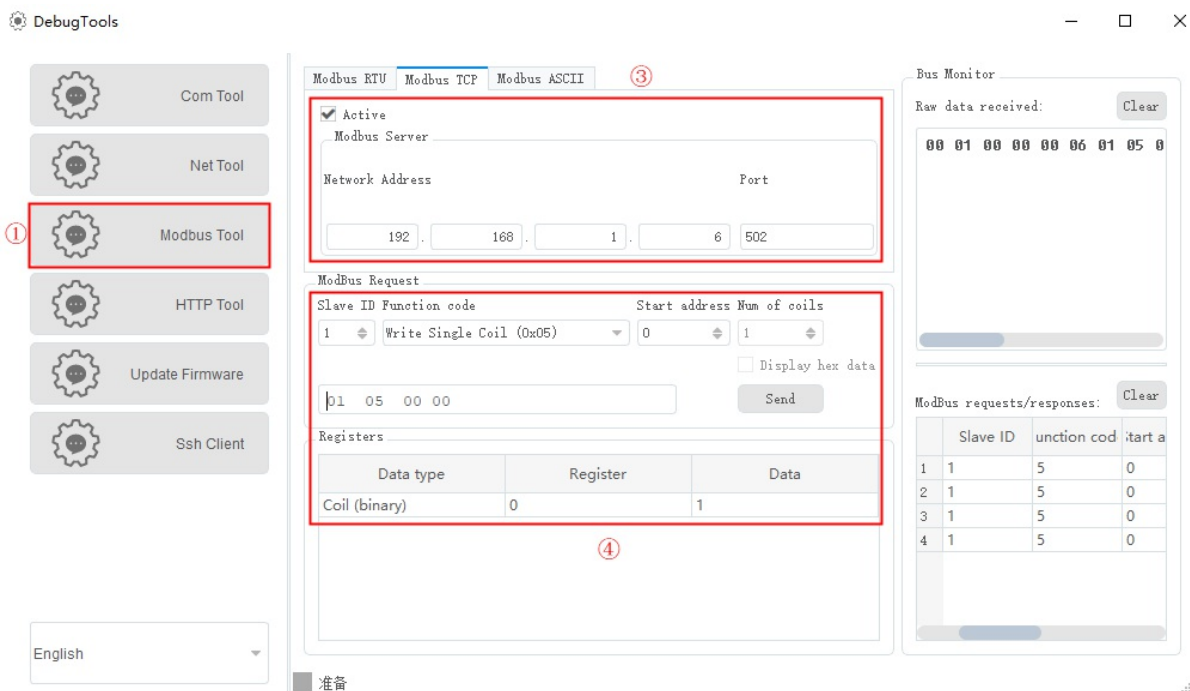 DebugTools
Com Tool
Net Tool
① Modbus Tool
HTTP Tool
Update Firmware
Ssh Client
English
Modbus RTU Modbus TCP Modbus ASCII ③
Active
Modbus Server
Network Address Port
192 . 168 . 1 . 6 502
ModBus Request
Slave ID Function code Start address Num of coils
1 Write Single Coil (0x05) 0 1
Display hex data
01 05 00 00 Send
Registers
Data type Register Data
Coil (binary) 0 1
④
准备
Bus Monitor
Raw data received: Clear
00 01 00 00 00 06 01 05 0
ModBus requests/responses: Clear
Slave ID unction cod Start a
1 1 5 0
2 1 5 0
3 1 5 0
4 1 5 0